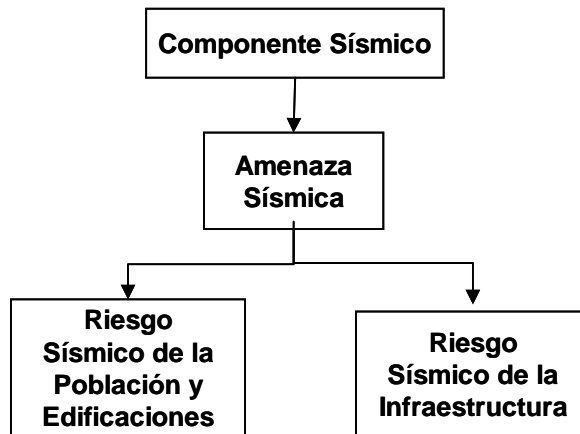 Componente Sísmico
Amenaza
Sísmica
Riesgo
Sísmico de la
Población y
Edificaciones
Riesgo
Sísmico de la
Infraestructura